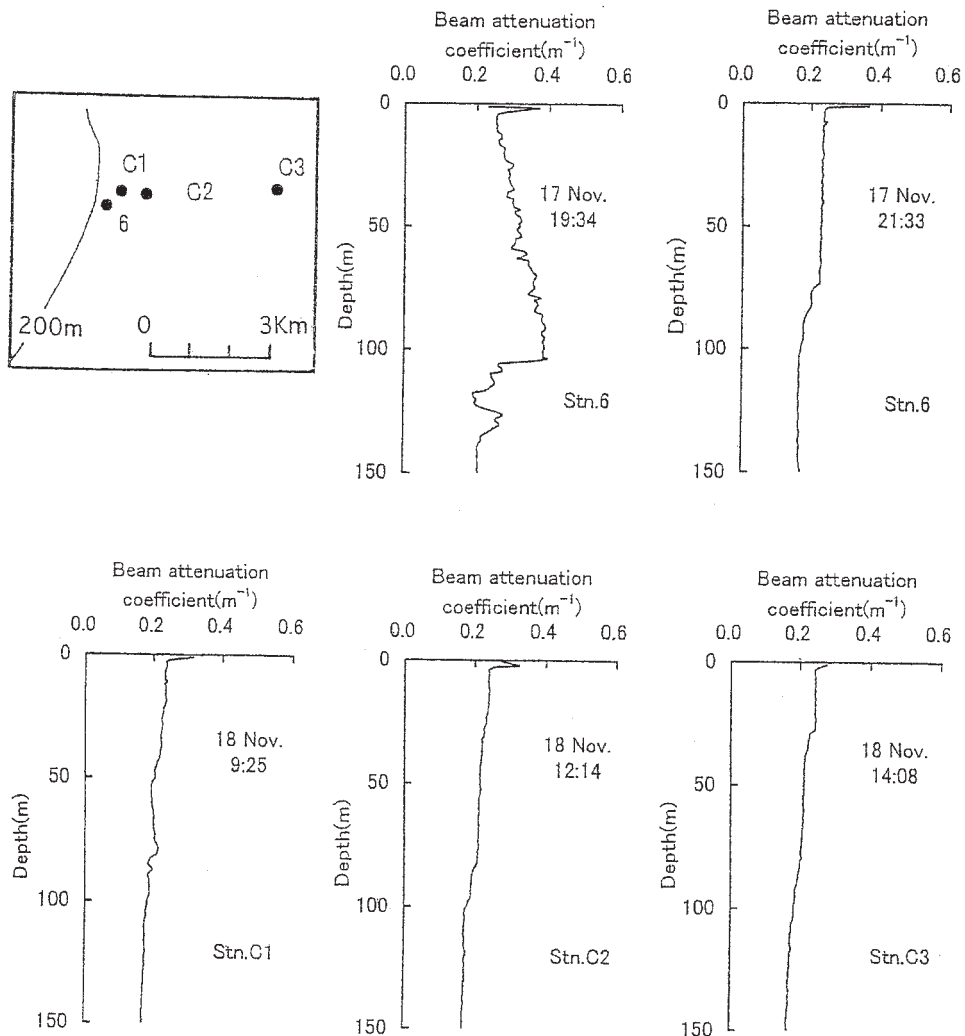 C1
C2
C3
6
200m
0
3Km
Beam attenuation
coefficient(m⁻¹)
0.0 0.2 0.4 0.6
0
50
100
150
Depth(m)
17 Nov.
19:34
Stn.6
Beam attenuation
coefficient(m⁻¹)
0.0 0.2 0.4 0.6
0
50
100
150
Depth(m)
17 Nov.
21:33
Stn.6
Beam attenuation
coefficient(m⁻¹)
0.0 0.2 0.4 0.6
0
50
100
150
Depth(m)
18 Nov.
9:25
Stn.C1
Beam attenuation
coefficient(m⁻¹)
0.0 0.2 0.4 0.6
0
50
100
150
Depth(m)
18 Nov.
12:14
Stn.C2
Beam attenuation
coefficient(m⁻¹)
0.0 0.2 0.4 0.6
0
50
100
150
Depth(m)
18 Nov.
14:08
Stn.C3